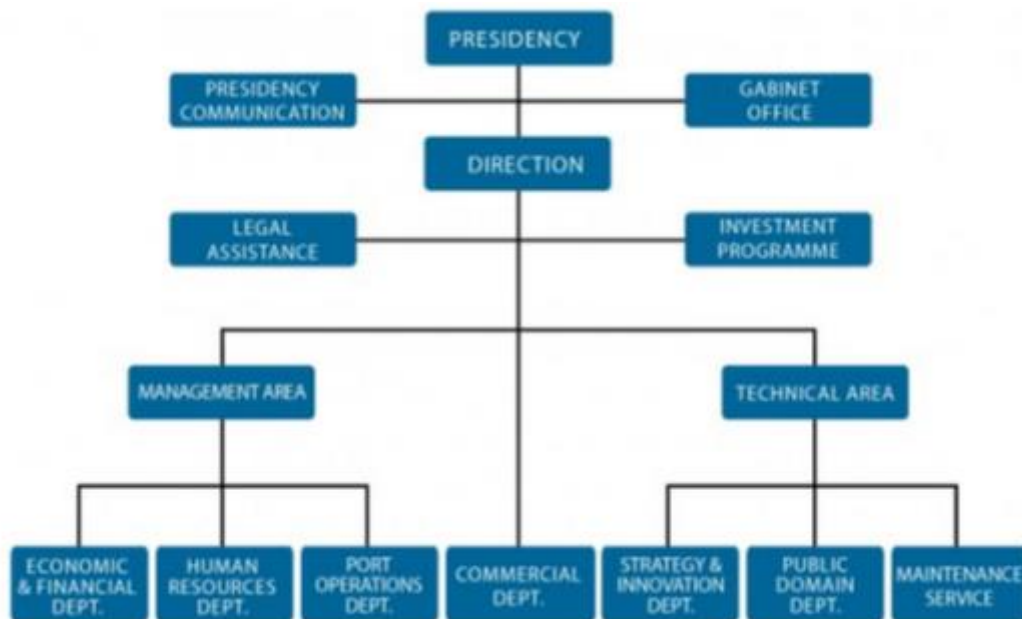 PRESIDENCY
PRESIDENCY
COMMUNICATION
GABINET
OFFICE
DIRECTION
LEGAL
ASSISTANCE
INVESTMENT
PROGRAMME
MANAGEMENT AREA
TECHNICAL AREA
ECONOMIC
& FINANCIAL
DEPT.
HUMAN
RESOURCES
DEPT.
PORT
OPERATIONS
DEPT.
COMMERCIAL
DEPT.
STRATEGY &
INNOVATION
DEPT.
PUBLIC
DOMAIN
DEPT.
MAINTENANCE
SERVICE